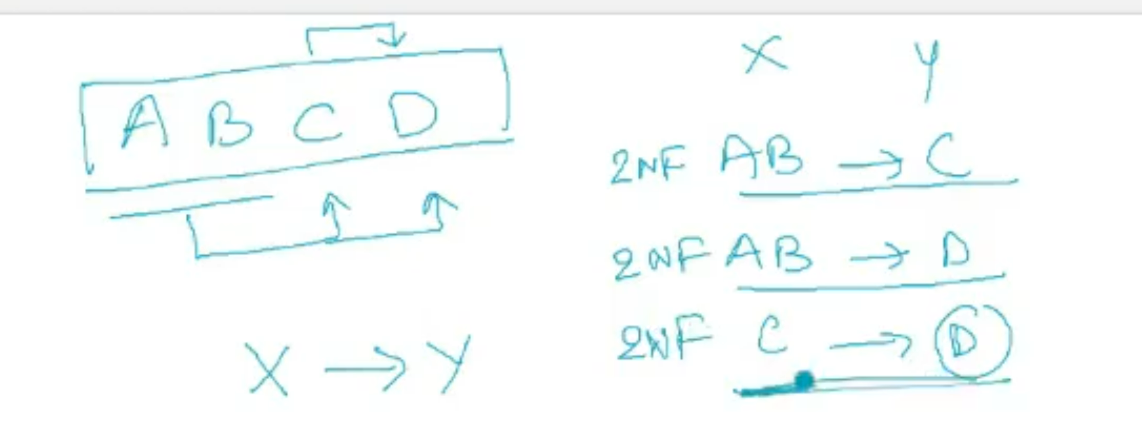 A B C D
X → Y
X Y
2NF AB → C
2NF AB → D
2NF C → D